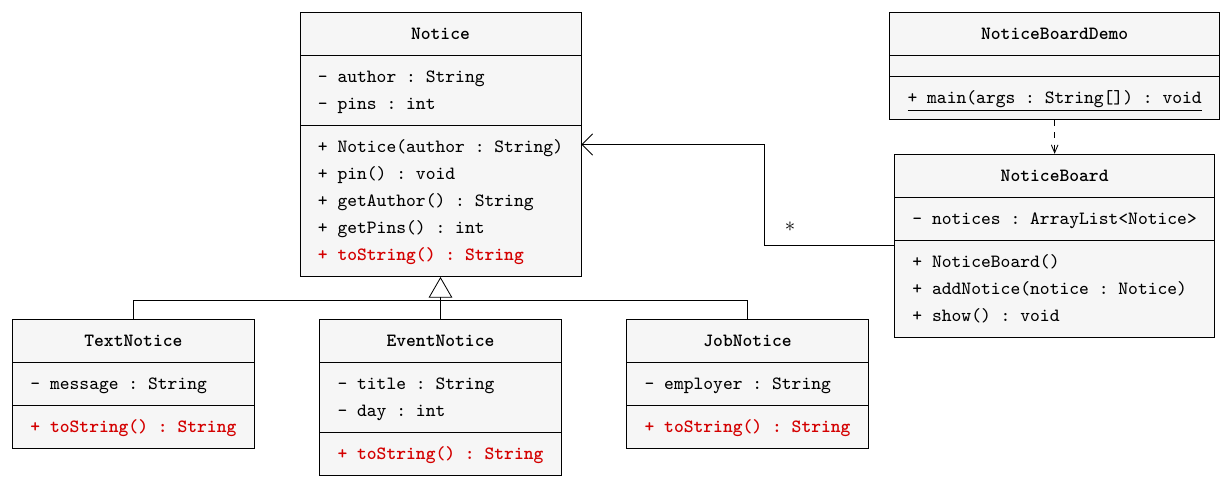 Notice
- author : String
- pins : int
+ Notice(author : String)
+ pin() : void
+ getAuthor() : String
+ getPins() : int
+ toString() : String
NoticeBoardDemo
+ main(args : String[]) : void
*
NoticeBoard
- notices : ArrayList<Notice>
+ NoticeBoard()
+ addNotice(notice : Notice)
+ show() : void
TextNotice
- message : String
+ toString() : String
EventNotice
- title : String
- day : int
+ toString() : String
JobNotice
- employer : String
+ toString() : String